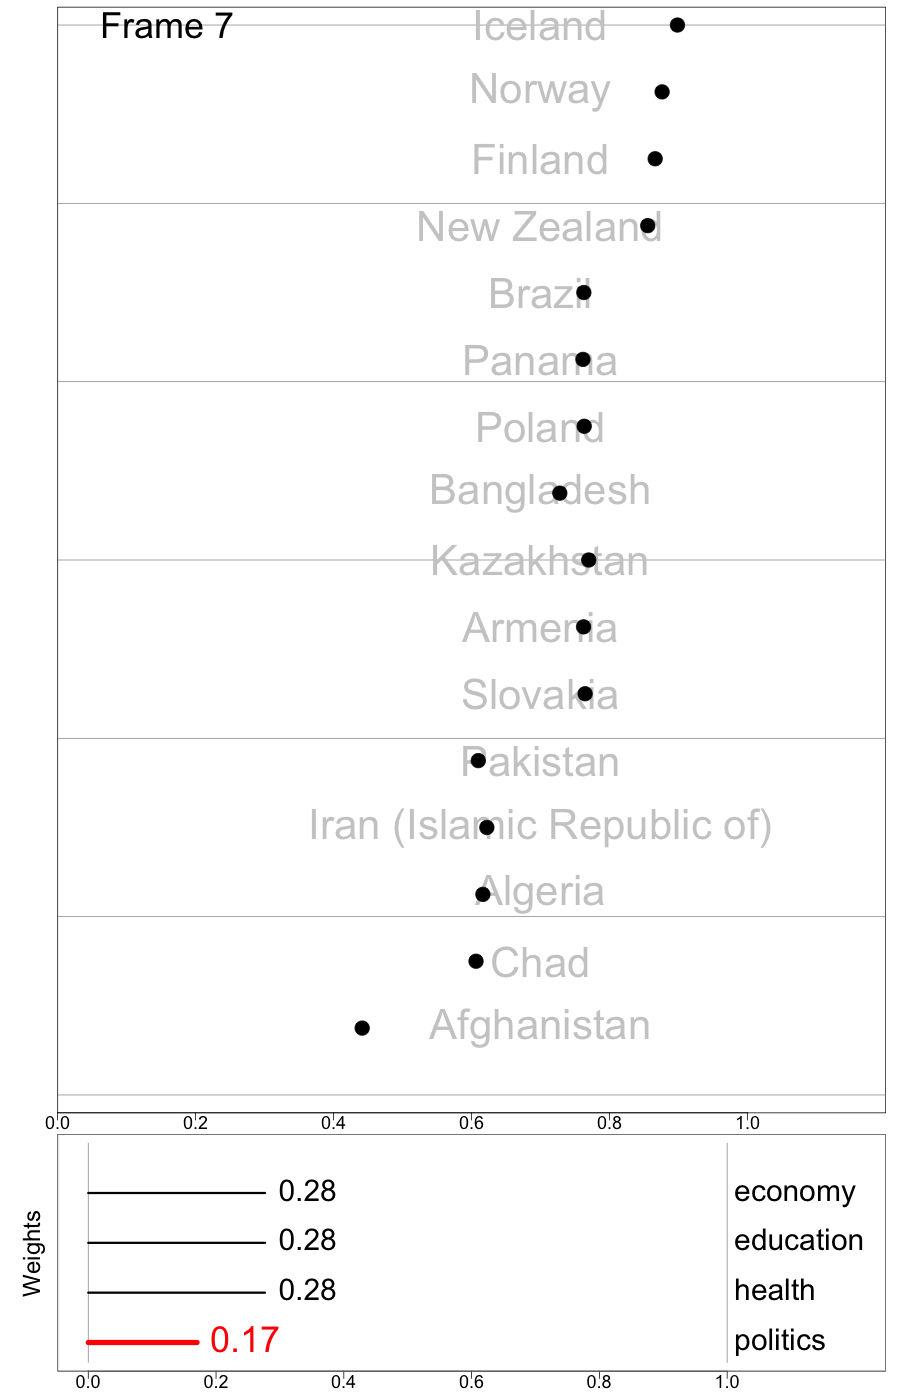 Frame 7
Iceland
Norway
Finland
New Zealand
Brazil
Panama
Poland
Bangladesh
Kazakhstan
Armenia
Slovakia
Pakistan
Iran (Islamic Republic of)
Algeria
Chad
Afghanistan
0.0 0.2 0.4 0.6 0.8 1.0
Weights
0.28 economy
0.28 education
0.28 health
0.17 politics
0.0 0.2 0.4 0.6 0.8 1.0